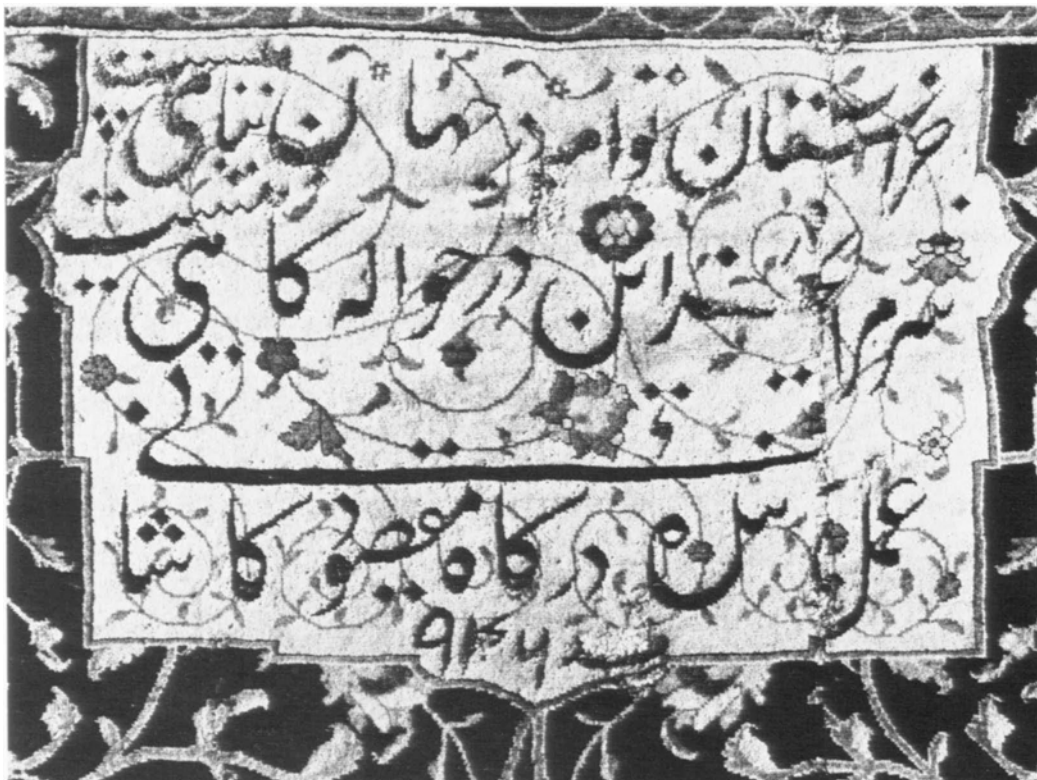 جز آستان توام در جهان پناهی نیست
سر مرا بجز این در حواله گاهی نیست
عمل بنده درگاه مقصود کاشانی
سنه ۹۴۶